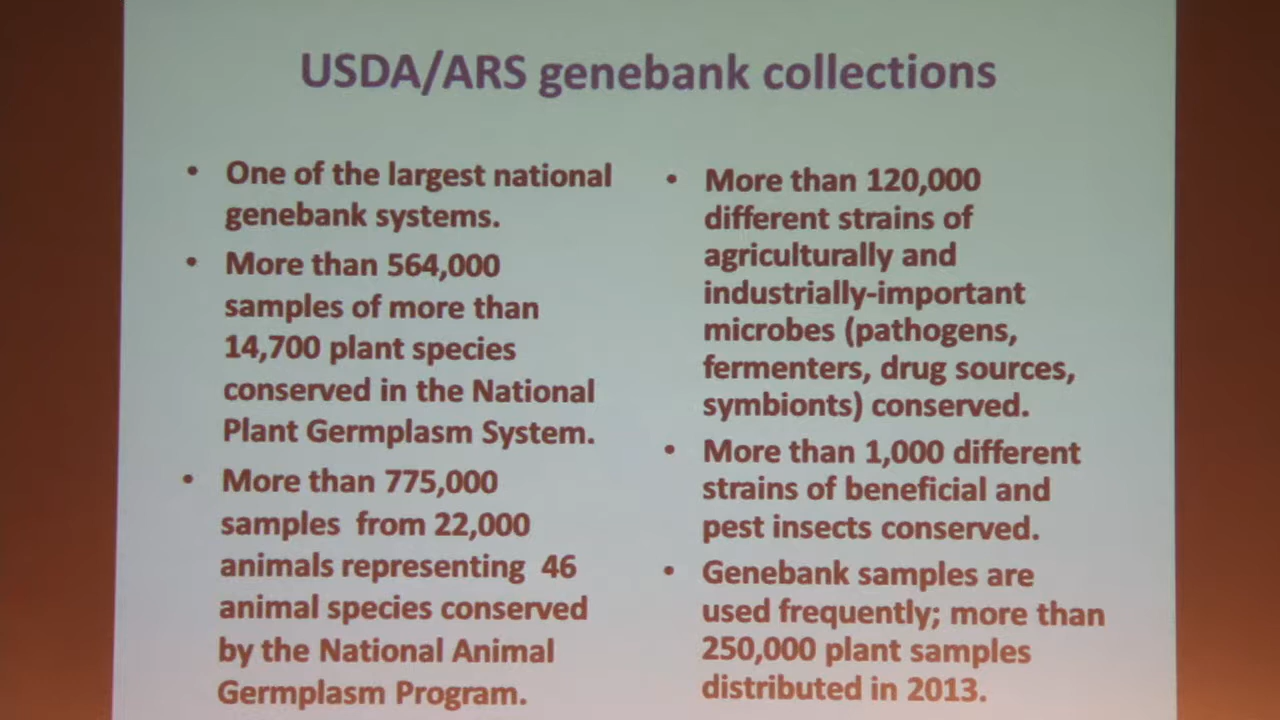 USDA/ARS genebank collections
• One of the largest national
genebank systems.
• More than 564,000
samples of more than
14,700 plant species
conserved in the National
Plant Germplasm System.
• More than 775,000
samples from 22,000
animals representing 46
animal species conserved
by the National Animal
Germplasm Program.
• More than 120,000
different strains of
agriculturally and
industrially-important
microbes (pathogens,
fermenters, drug sources,
symbionts) conserved.
• More than 1,000 different
strains of beneficial and
pest insects conserved.
• Genebank samples are
used frequently; more than
250,000 plant samples
distributed in 2013.